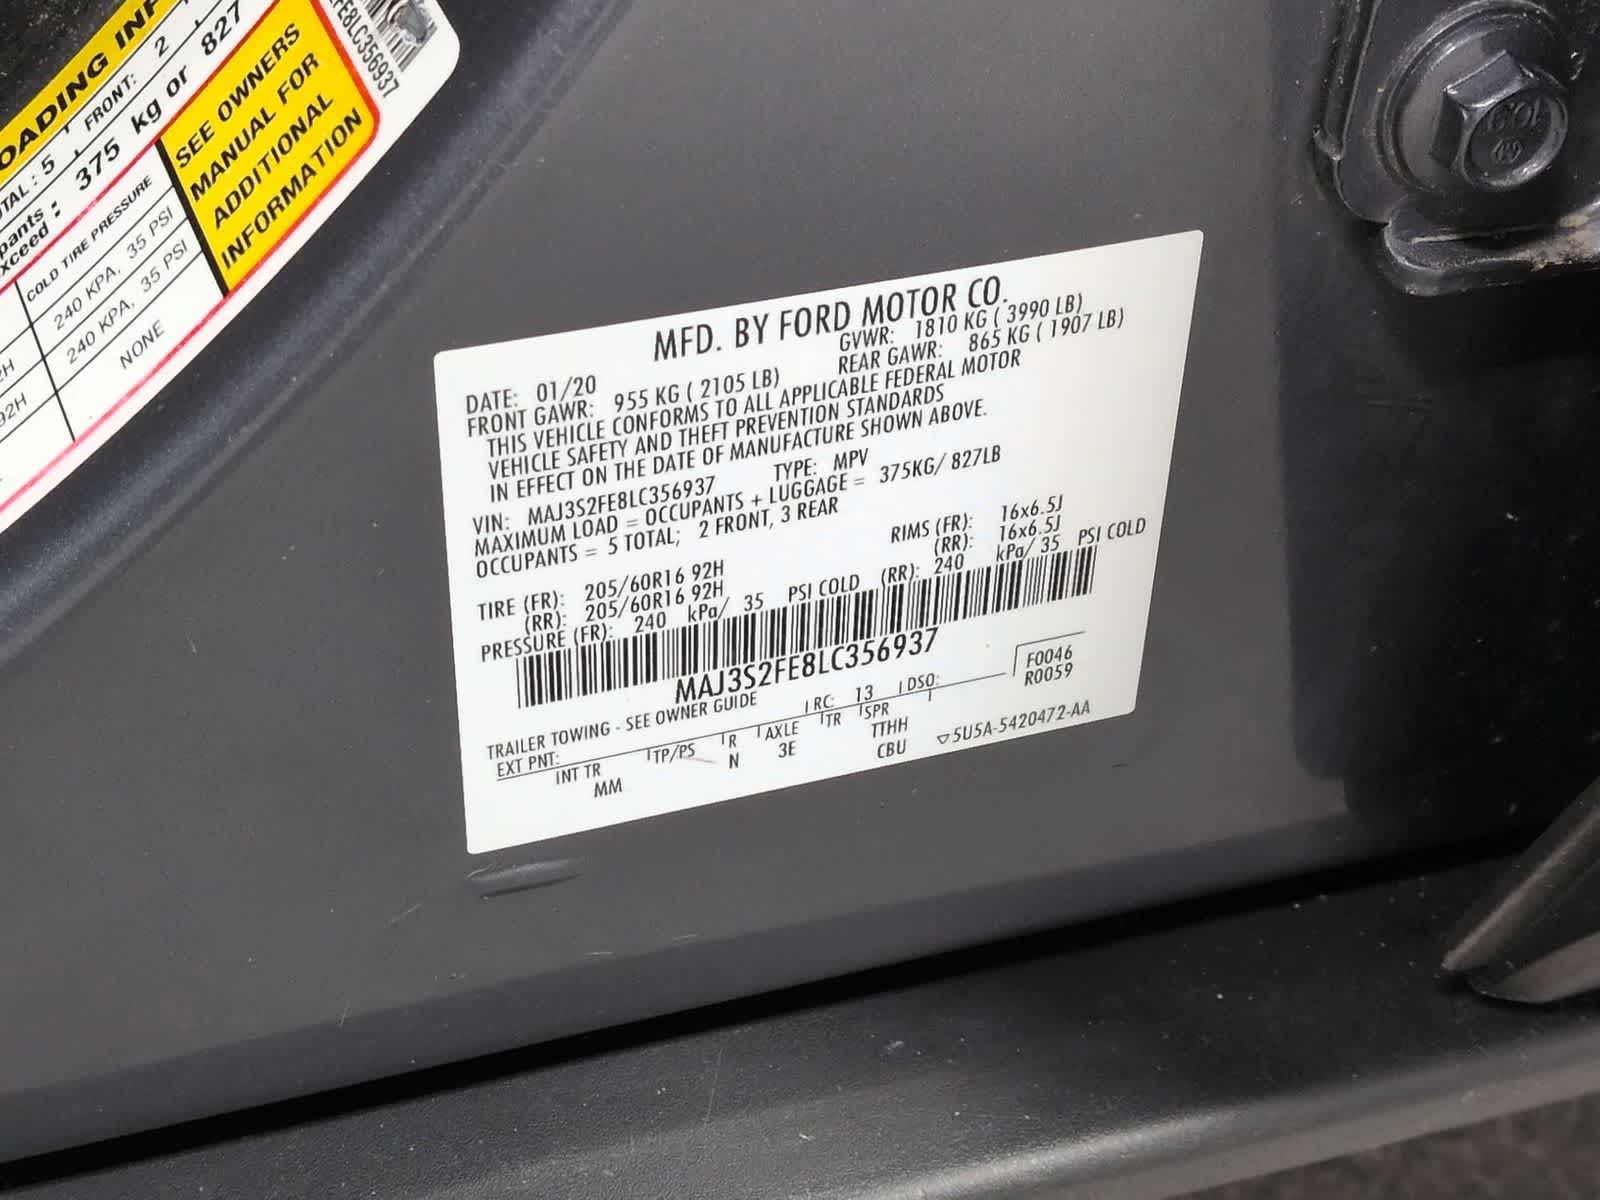 OADING INF
OTAL : 5 FRONT: 2
375 kg or 827
COLD TIRE PRESSURE
240 KPA, 35 PSI
240 KPA, 35 PSI
92H
NONE
SEE OWNERS
MANUAL FOR
ADDITIONAL
INFORMATION
FE8LC356937
MFD. BY FORD MOTOR CO.
DATE: 01/20 GVWR: 1810 KG ( 3990 LB)
FRONT GAWR: 955 KG ( 2105 LB) REAR GAWR: 865 KG ( 1907 LB)
THIS VEHICLE CONFORMS TO ALL APPLICABLE FEDERAL MOTOR
VEHICLE SAFETY AND THEFT PREVENTION STANDARDS
IN EFFECT ON THE DATE OF MANUFACTURE SHOWN ABOVE.
VIN: MAJ3S2FE8LC356937 TYPE: MPV
MAXIMUM LOAD = OCCUPANTS + LUGGAGE = 375KG/ 827LB
OCCUPANTS = 5 TOTAL; 2 FRONT, 3 REAR
TIRE (FR): 205/60R16 92H RIMS (FR): 16x6.5J
(RR): 205/60R16 92H (RR): 16x6.5J
PRESSURE (FR): 240 kPa/ 35 PSI COLD (RR): 240 kPa/ 35 PSI COLD
MAJ3S2FE8LC356937
TRAILER TOWING - SEE OWNER GUIDE
F0046
R0059
EXT PNT: RC: 13 DSO:
INT TR TP/PS R AXLE TR SPR
MM N 3E TTHH
CBU
5U5A-5420472-AA